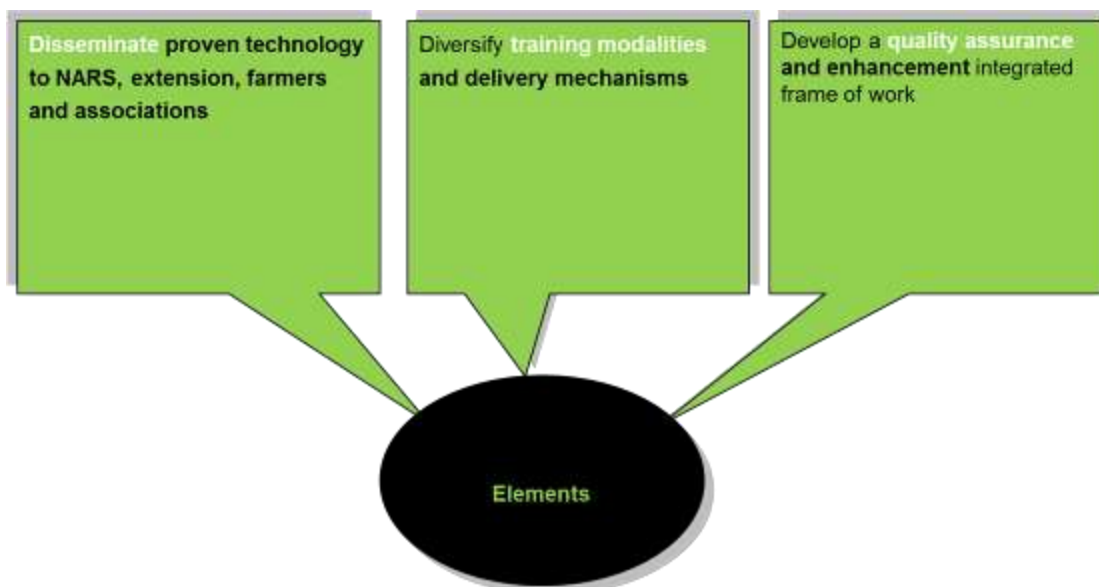 Disseminate proven technology
to NARS, extension, farmers
and associations
Diversify training modalities
and delivery mechanisms
Develop a quality assurance
and enhancement integrated
frame of work
Elements